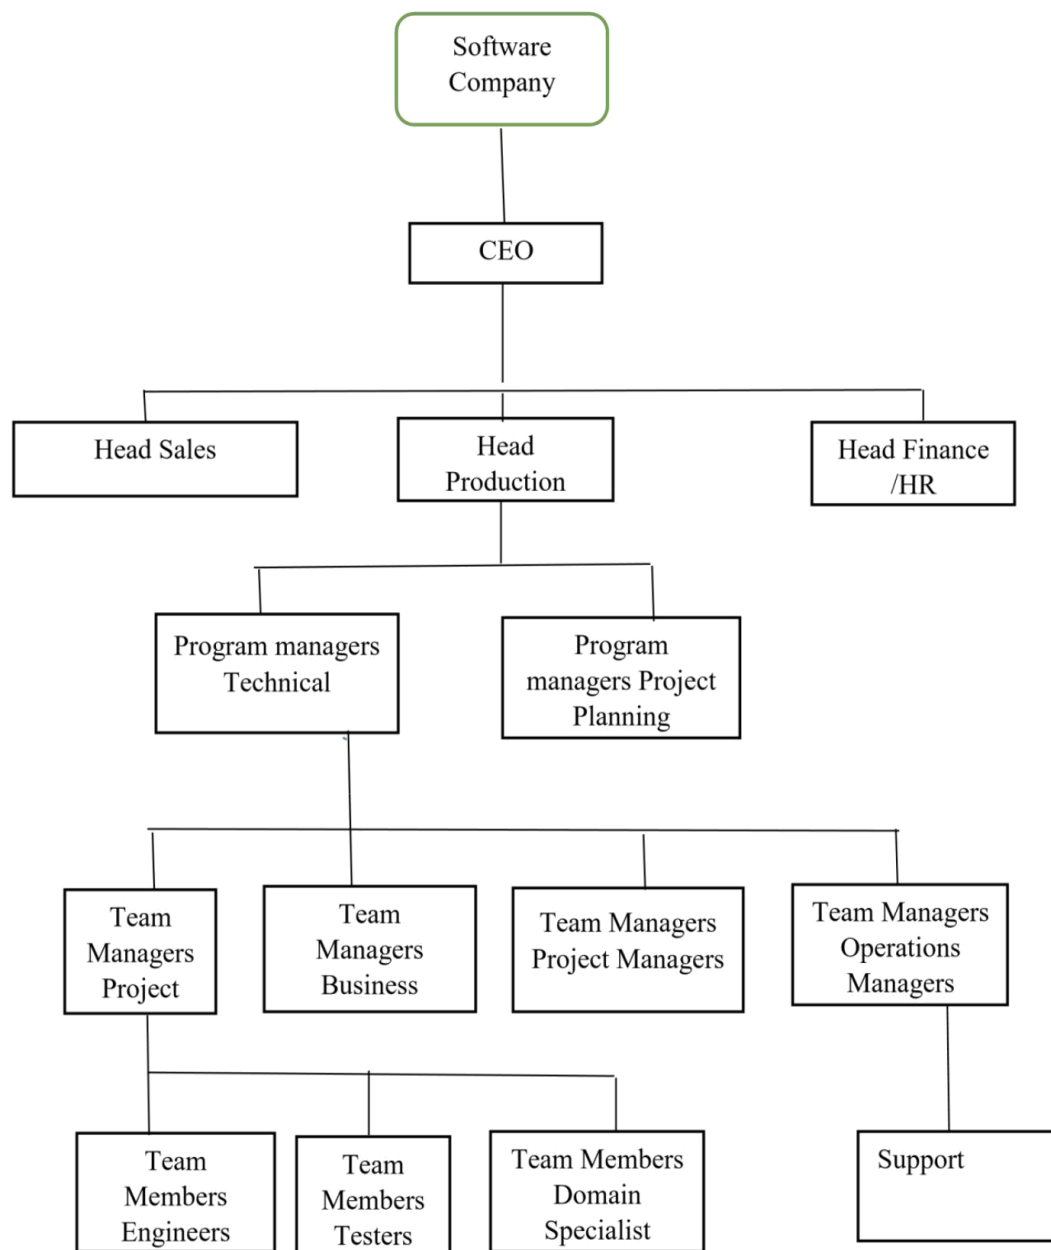 Software
Company
CEO
Head Sales
Head
Production
Head Finance
/HR
Program managers
Technical
Program
managers Project
Planning
Team
Managers
Project
Team
Managers
Business
Team Managers
Project Managers
Team Managers
Operations
Managers
Team
Members
Engineers
Team
Members
Testers
Team Members
Domain
Specialist
Support